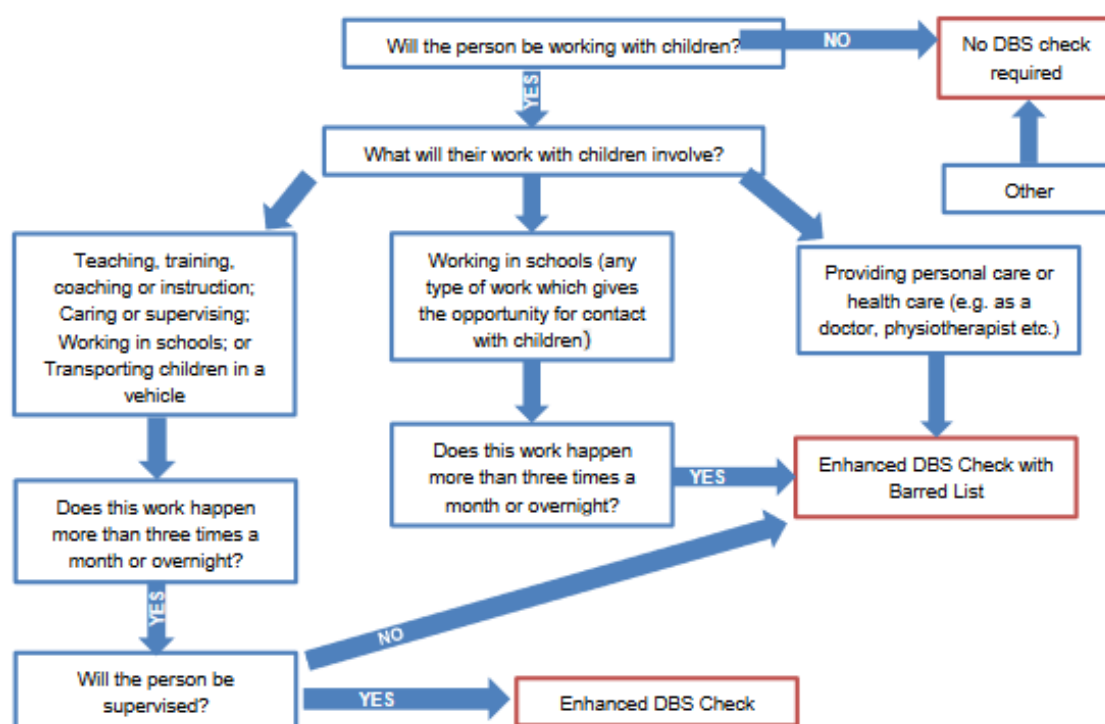 Will the person be working with children?
NO
No DBS check
required
YES
What will their work with children involve?
Other
Teaching, training,
coaching or instruction;
Caring or supervising;
Working in schools; or
Transporting children in a
vehicle
Working in schools (any
type of work which gives
the opportunity for contact
with children)
Providing personal care or
health care (e.g. as a
doctor, physiotherapist etc.)
Does this work happen
more than three times a
month or overnight?
YES
Enhanced DBS Check with
Barred List
Does this work happen
more than three times a
month or overnight?
YES
NO
Will the person be
supervised?
YES
Enhanced DBS Check